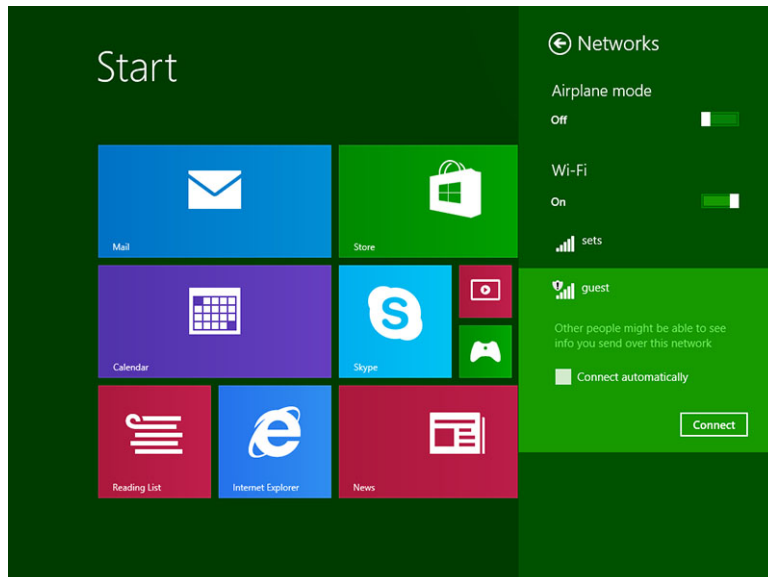 Start
Mail
Store
Calendar
Skype
Reading List
Internet Explorer
News
Networks
Airplane mode
Off
Wi-Fi
On
sets
guest
Other people might be able to see
info you send over this network
Connect automatically
Connect